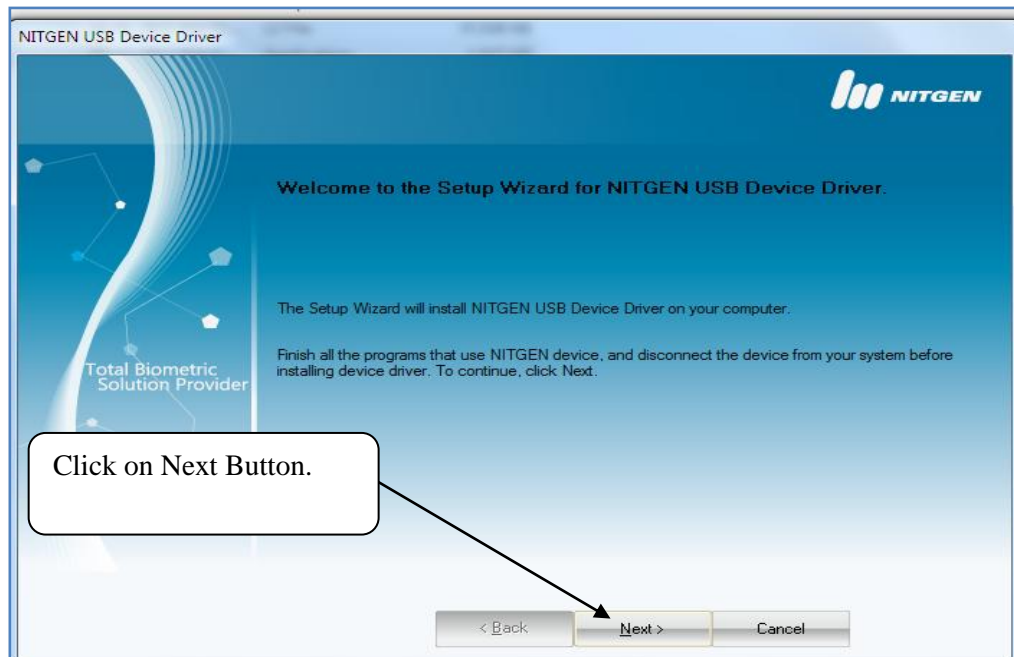 NITGEN USB Device Driver
NITGEN
Welcome to the Setup Wizard for NITGEN USB Device Driver.
The Setup Wizard will install NITGEN USB Device Driver on your computer.
Finish all the programs that use NITGEN device, and disconnect the device from your system before
installing device driver. To continue, click Next.
Total Biometric
Solution Provider
Click on Next Button.
< Back
Next >
Cancel